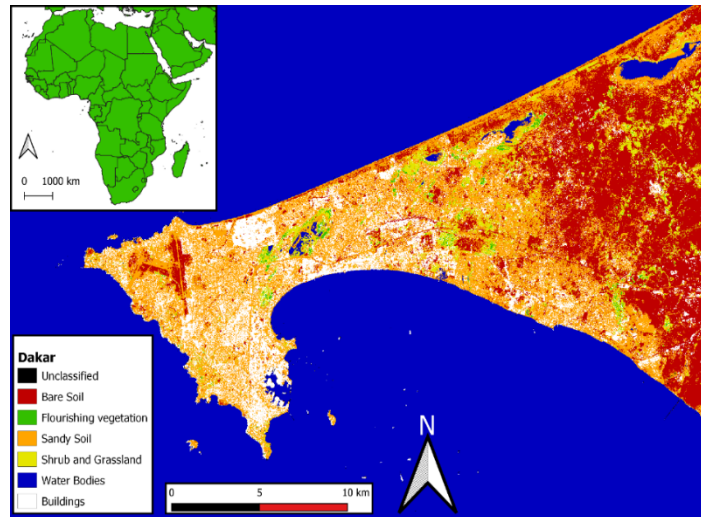 0 1000 km
Dakar
Unclassified
Bare Soil
Flourishing vegetation
Sandy Soil
Shrub and Grassland
Water Bodies
Buildings
N
0 5 10 km